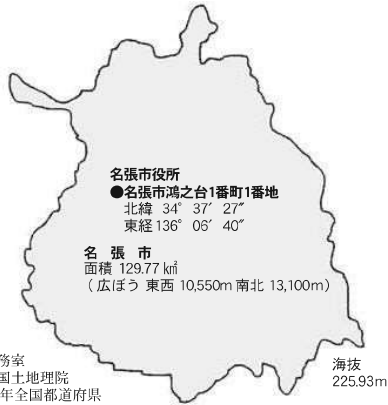 名張市役所
●名張市鴻之台1番町1番地
北緯 34° 37′ 27″
東経 136° 06′ 40″
名 張 市
面積 129.77 ㎢
( 広ぼう 東西 10,550m 南北 13,100m )
海抜
225.93m
務室
国土地理院
年全国都道府県